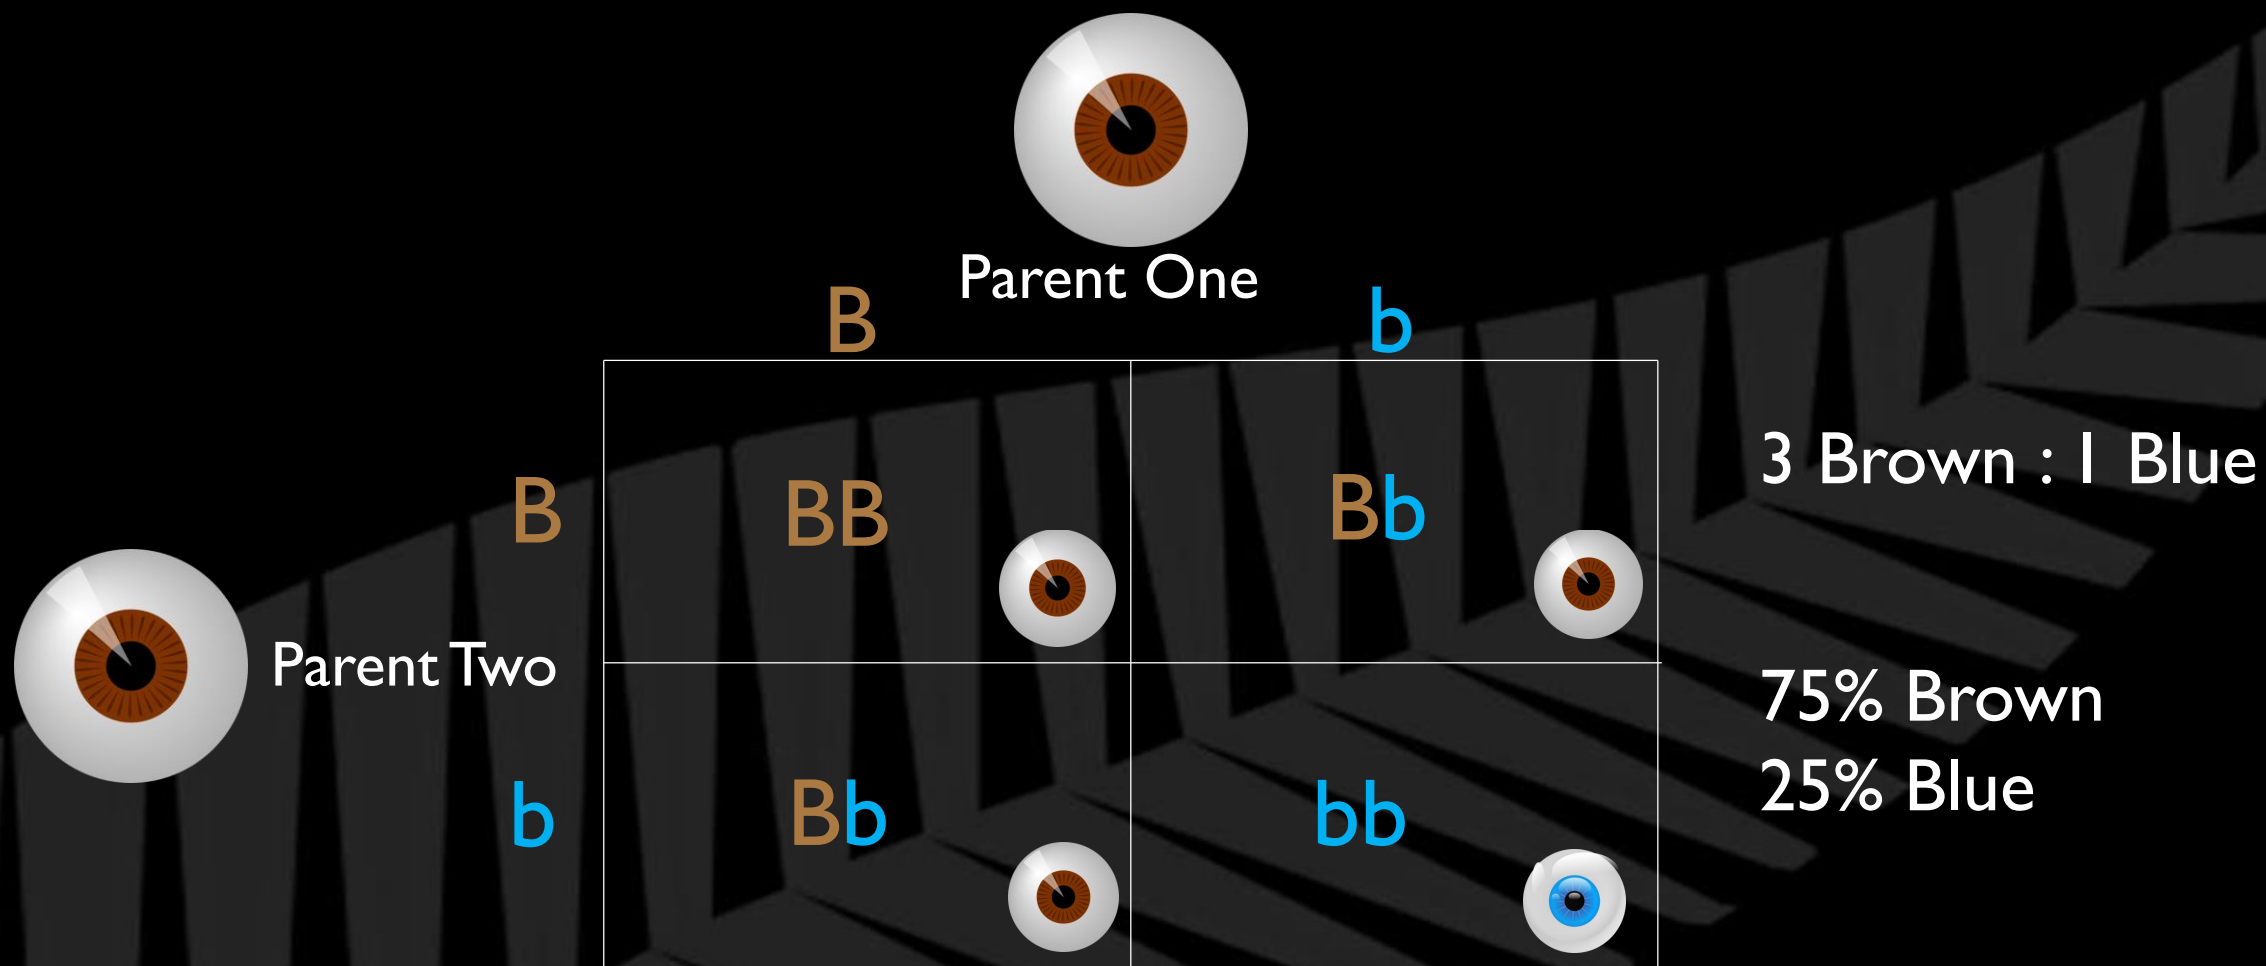 Parent One
B b
3 Brown : 1 Blue
B BB Bb
Parent Two
75% Brown
25% Blue
b Bb bb